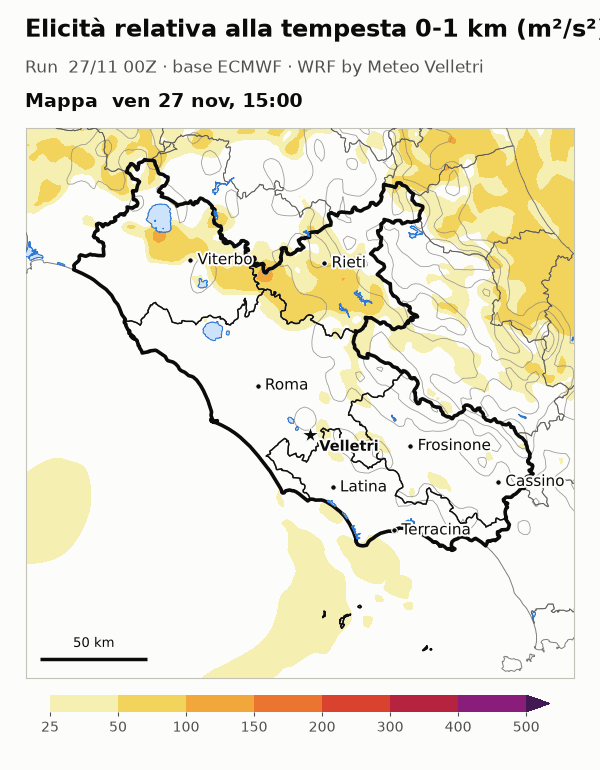 Elicità relativa alla tempesta 0-1 km (m²/s²)
Run  27/11 00Z · base ECMWF · WRF by Meteo Velletri
Mappa  ven 27 nov, 15:00
Viterbo
Rieti
Roma
Velletri
Frosinone
Latina
Cassino
Terracina
50 km
25 50 100 150 200 300 400 500